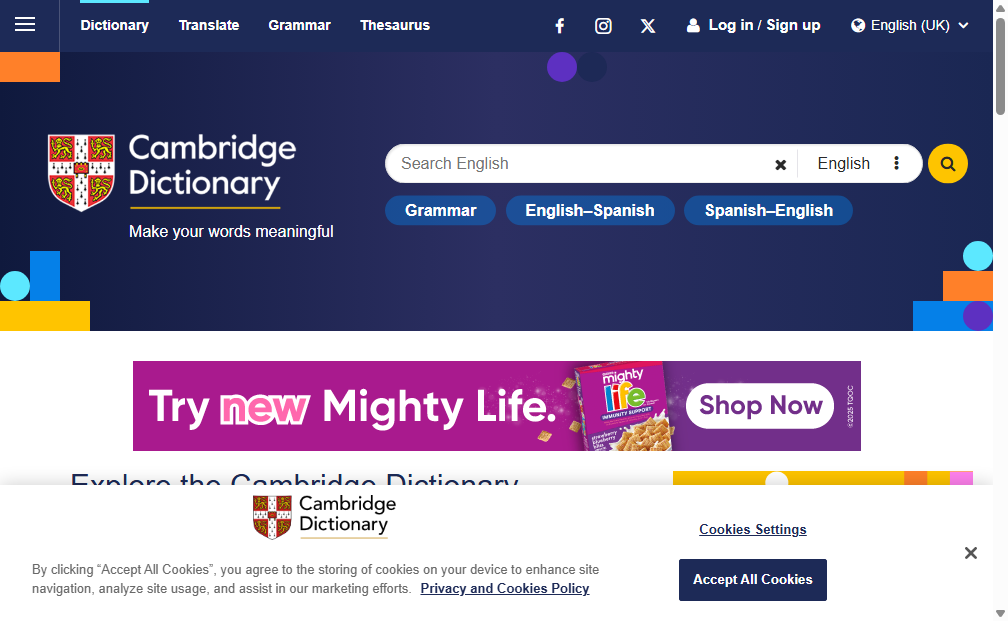 Dictionary Translate Grammar Thesaurus Log in / Sign up English (UK)
Cambridge
Dictionary
Make your words meaningful
Search English English
Grammar English–Spanish Spanish–English
Try new Mighty Life.
mighty
life
IMMUNITY SUPPORT
strawberry
blueberry
Shop Now
©2025 TOCC
Explore the Cambridge Dictionary
Cambridge
Dictionary
By clicking “Accept All Cookies”, you agree to the storing of cookies on your device to enhance site
navigation, analyze site usage, and assist in our marketing efforts. Privacy and Cookies Policy
Cookies Settings
Accept All Cookies